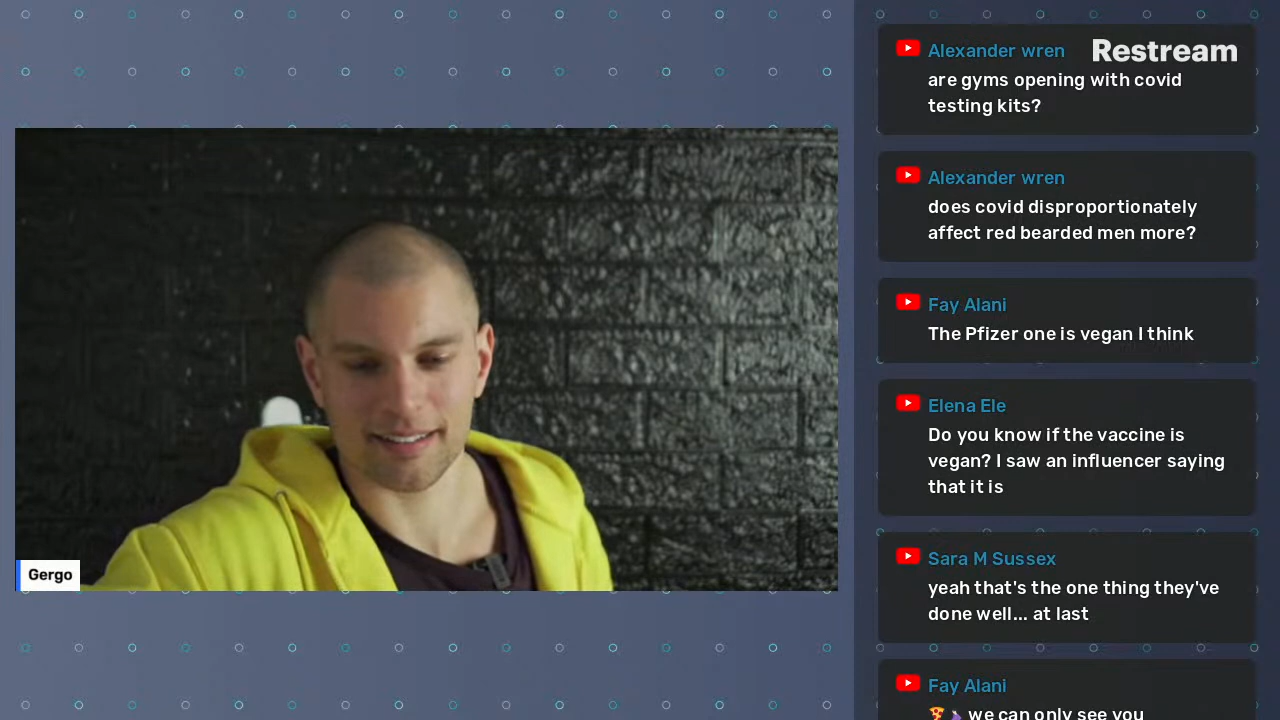 Gergo
Restream
Alexander wren
are gyms opening with covid
testing kits?
Alexander wren
does covid disproportionately
affect red bearded men more?
Fay Alani
The Pfizer one is vegan I think
Elena Ele
Do you know if the vaccine is
vegan? I saw an influencer saying
that it is
Sara M Sussex
yeah that's the one thing they've
done well... at last
Fay Alani
🍕🍆 we can only see you